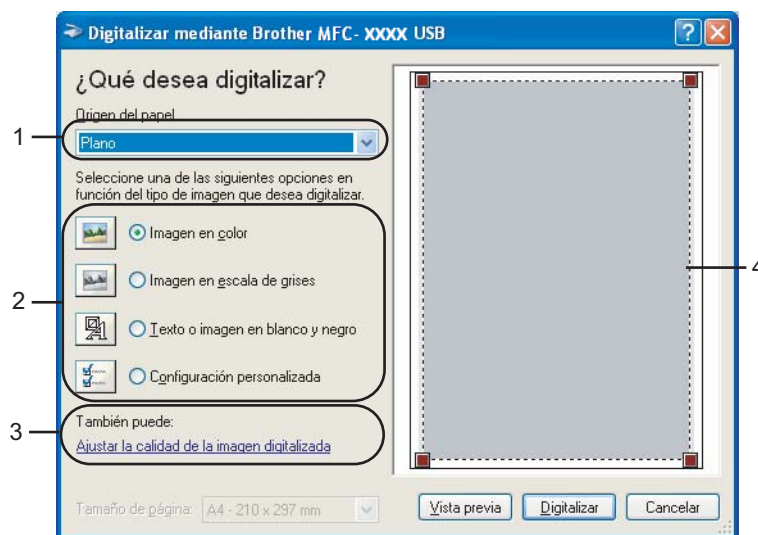 Digitalizar mediante Brother MFC- XXXX USB
¿Qué desea digitalizar?
Origen del papel
1
Plano
Seleccione una de las siguientes opciones en
función del tipo de imagen que desea digitalizar.
Imagen en color
Imagen en escala de grises
2
Texto o imagen en blanco y negro
Configuración personalizada
3
También puede:
Ajustar la calidad de la imagen digitalizada
4
Tamaño de página: A4 - 210 x 297 mm
Vista previa Digitalizar Cancelar